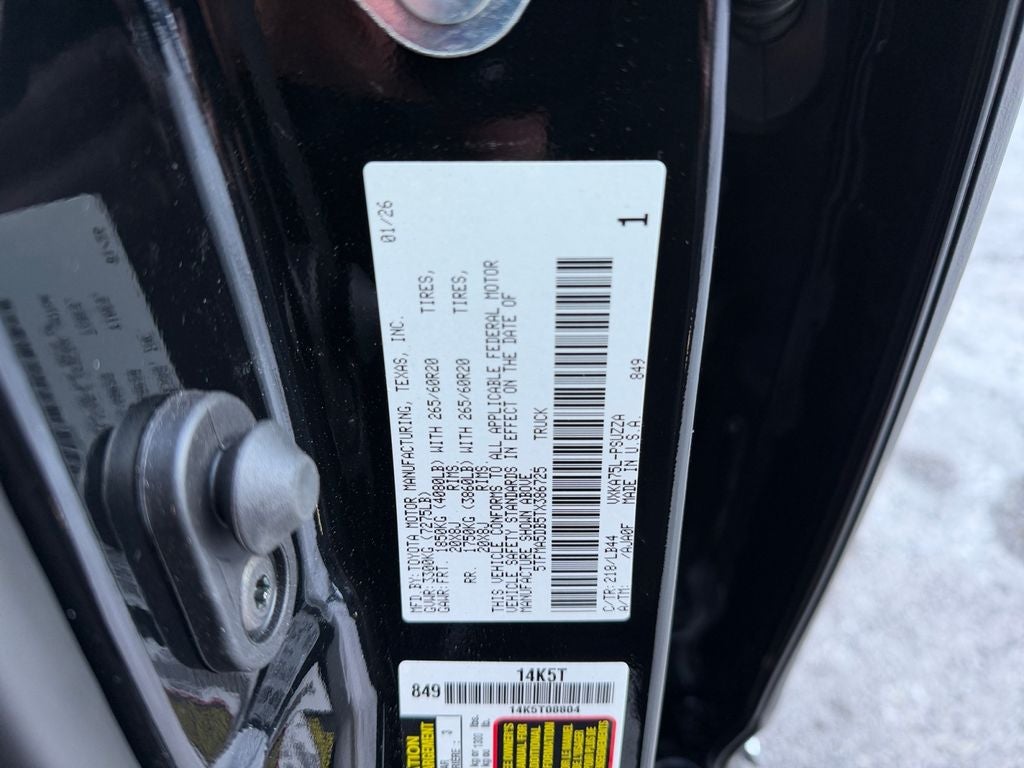 MFD.BY:TOYOTA MOTOR MANUFACTURING, TEXAS, INC. 01/26
GVWR:3300KG (7275LB)
GAWR:FRT. 1850KG (4080LB) WITH 265/60R20 TIRES,
20X8J RIMS.
RR. 1750KG (3860LB) WITH 265/60R20 TIRES,
20X8J RIMS.
THIS VEHICLE CONFORMS TO ALL APPLICABLE FEDERAL MOTOR
VEHICLE SAFETY STANDARDS IN EFFECT ON THE DATE OF
MANUFACTURE SHOWN ABOVE.
5TFMA5DB5TX386725 TRUCK
C/TR:218/LB44 VXKA75L-PSUZZA 849
A/TM: /AJA0F MADE IN U.S.A.
1
14K5T
849
14K5T08804